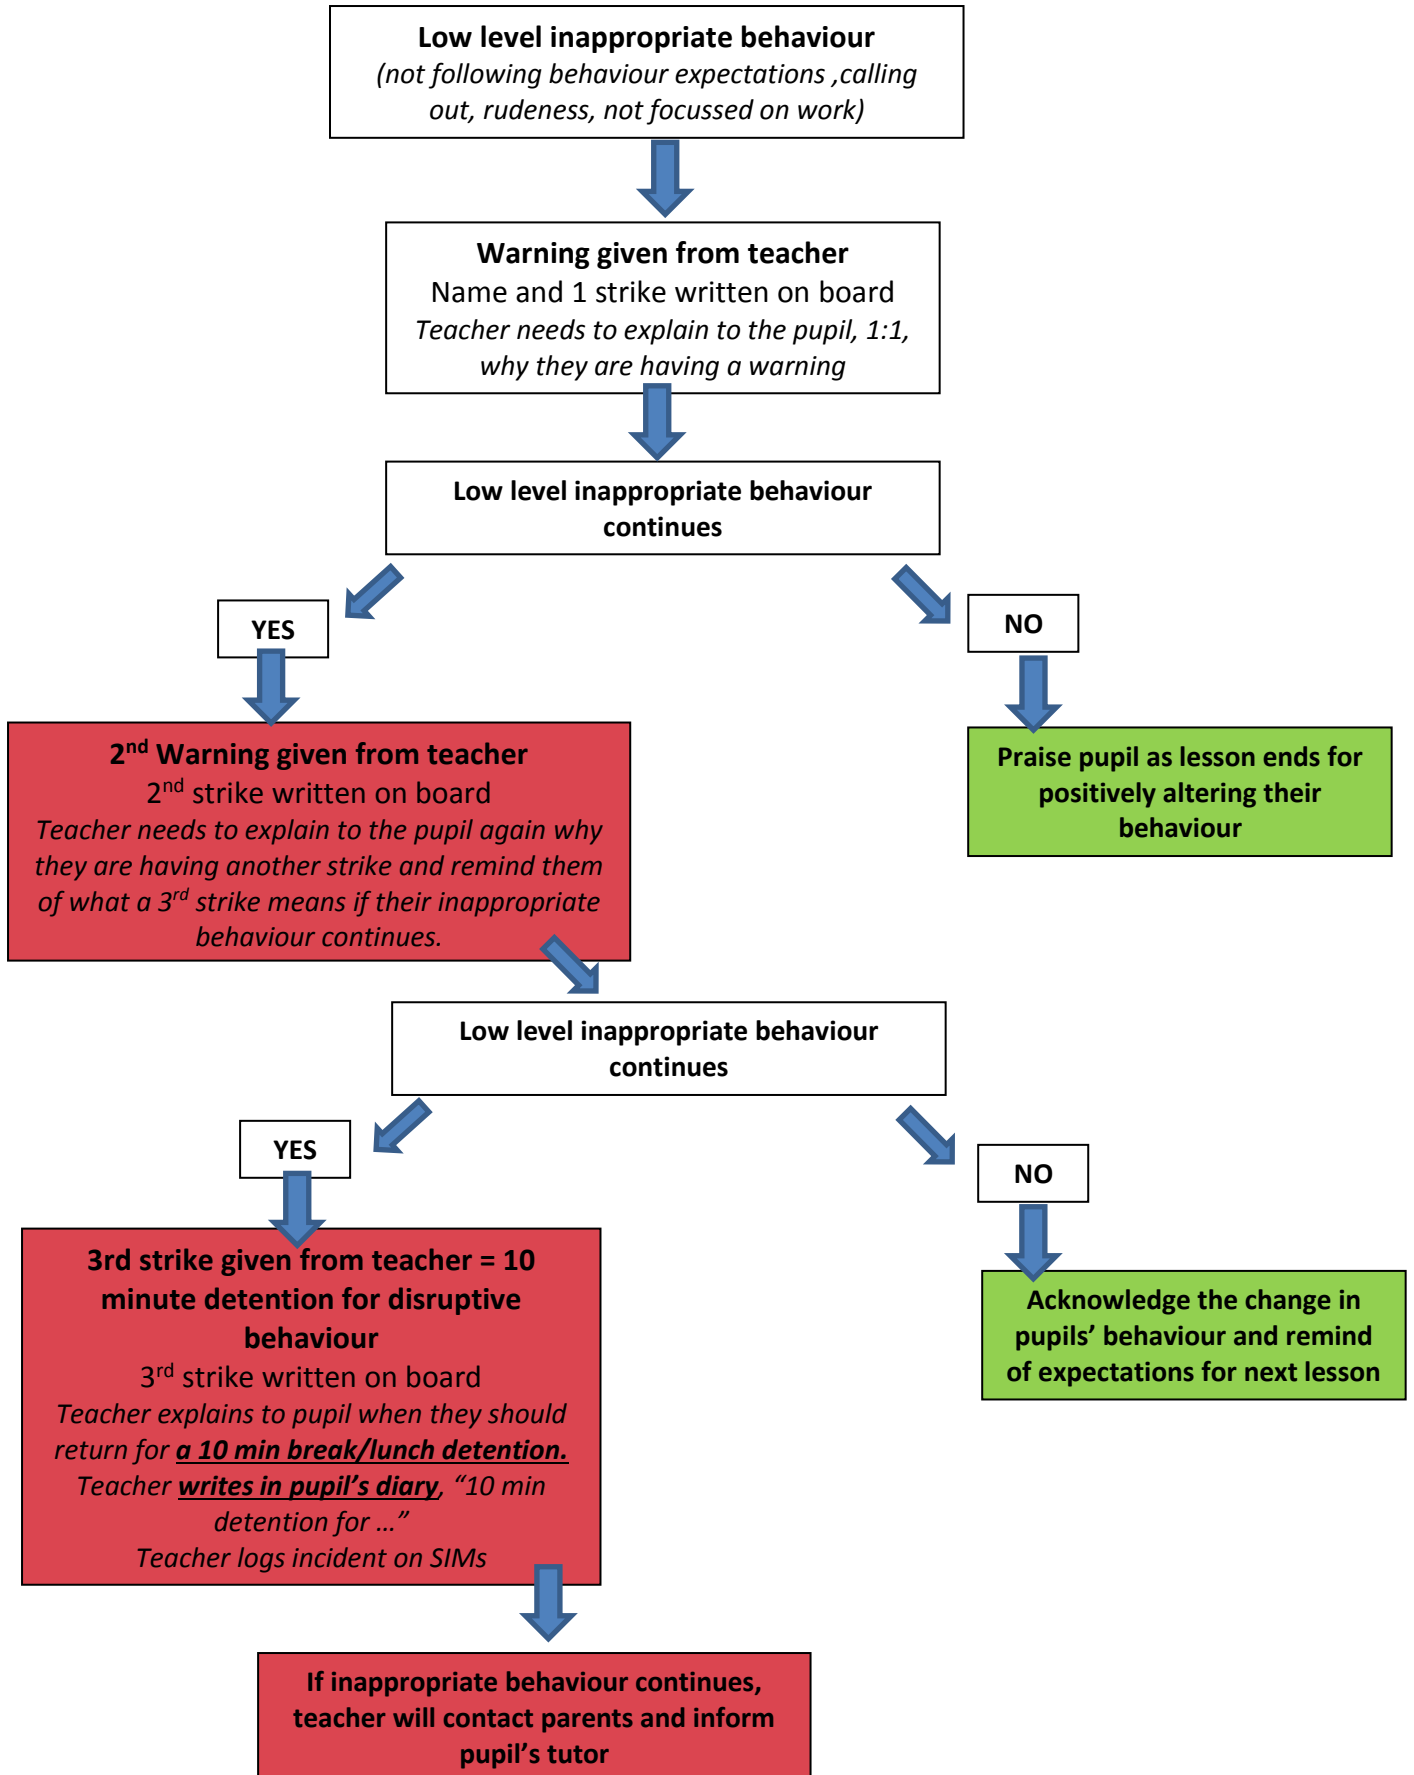 Low level inappropriate behaviour
(not following behaviour expectations ,calling
out, rudeness, not focussed on work)
Warning given from teacher
Name and 1 strike written on board
Teacher needs to explain to the pupil, 1:1,
why they are having a warning
Low level inappropriate behaviour
continues
YES
NO
2nd Warning given from teacher
2nd strike written on board
Teacher needs to explain to the pupil again why
they are having another strike and remind them
of what a 3rd strike means if their inappropriate
behaviour continues.
Praise pupil as lesson ends for
positively altering their
behaviour
Low level inappropriate behaviour
continues
YES
NO
3rd strike given from teacher = 10
minute detention for disruptive
behaviour
3rd strike written on board
Teacher explains to pupil when they should
return for a 10 min break/lunch detention.
Teacher writes in pupil’s diary, “10 min
detention for …”
Teacher logs incident on SIMs
Acknowledge the change in
pupils’ behaviour and remind
of expectations for next lesson
If inappropriate behaviour continues,
teacher will contact parents and inform
pupil’s tutor